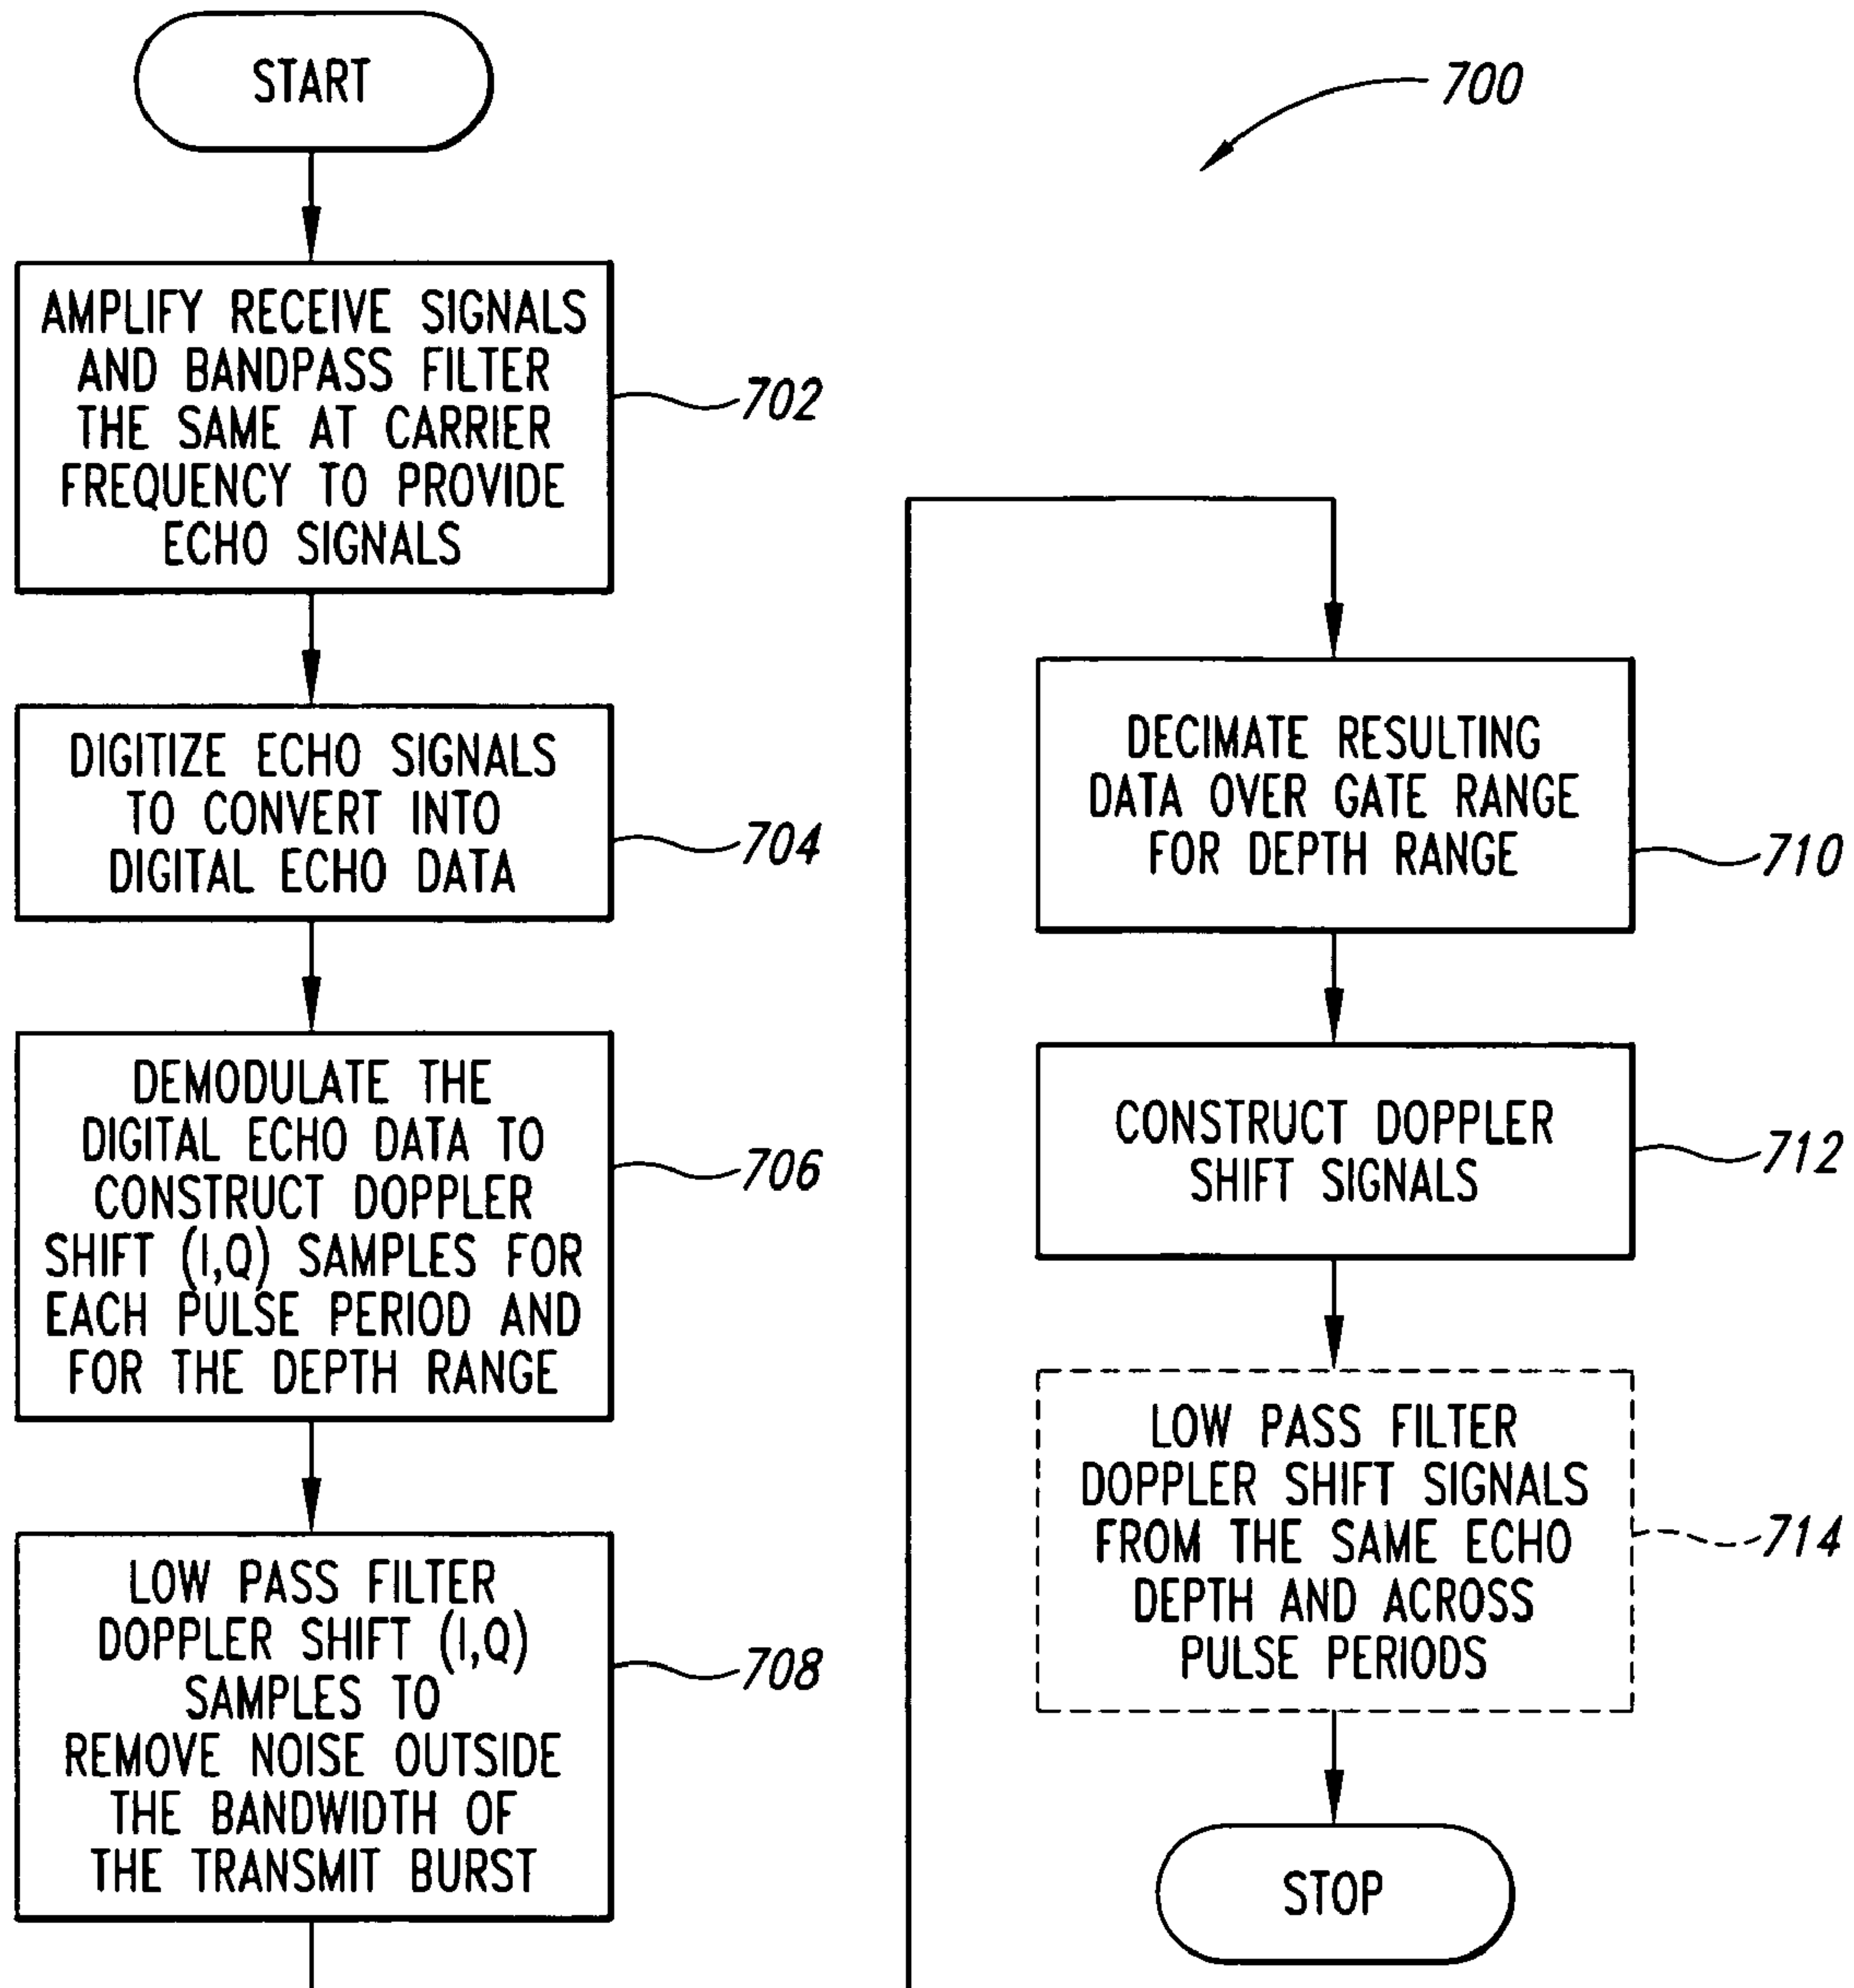 START
700
AMPLIFY RECEIVE SIGNALS
AND BANDPASS FILTER
THE SAME AT CARRIER
FREQUENCY TO PROVIDE
ECHO SIGNALS
702
DIGITIZE ECHO SIGNALS
TO CONVERT INTO
DIGITAL ECHO DATA
704
DEMODULATE THE
DIGITAL ECHO DATA TO
CONSTRUCT DOPPLER
SHIFT (I,Q) SAMPLES FOR
EACH PULSE PERIOD AND
FOR THE DEPTH RANGE
706
LOW PASS FILTER
DOPPLER SHIFT (I,Q)
SAMPLES TO
REMOVE NOISE OUTSIDE
THE BANDWIDTH OF
THE TRANSMIT BURST
708
DECIMATE RESULTING
DATA OVER GATE RANGE
FOR DEPTH RANGE
710
CONSTRUCT DOPPLER
SHIFT SIGNALS
712
LOW PASS FILTER
DOPPLER SHIFT SIGNALS
FROM THE SAME ECHO
DEPTH AND ACROSS
PULSE PERIODS
714
STOP